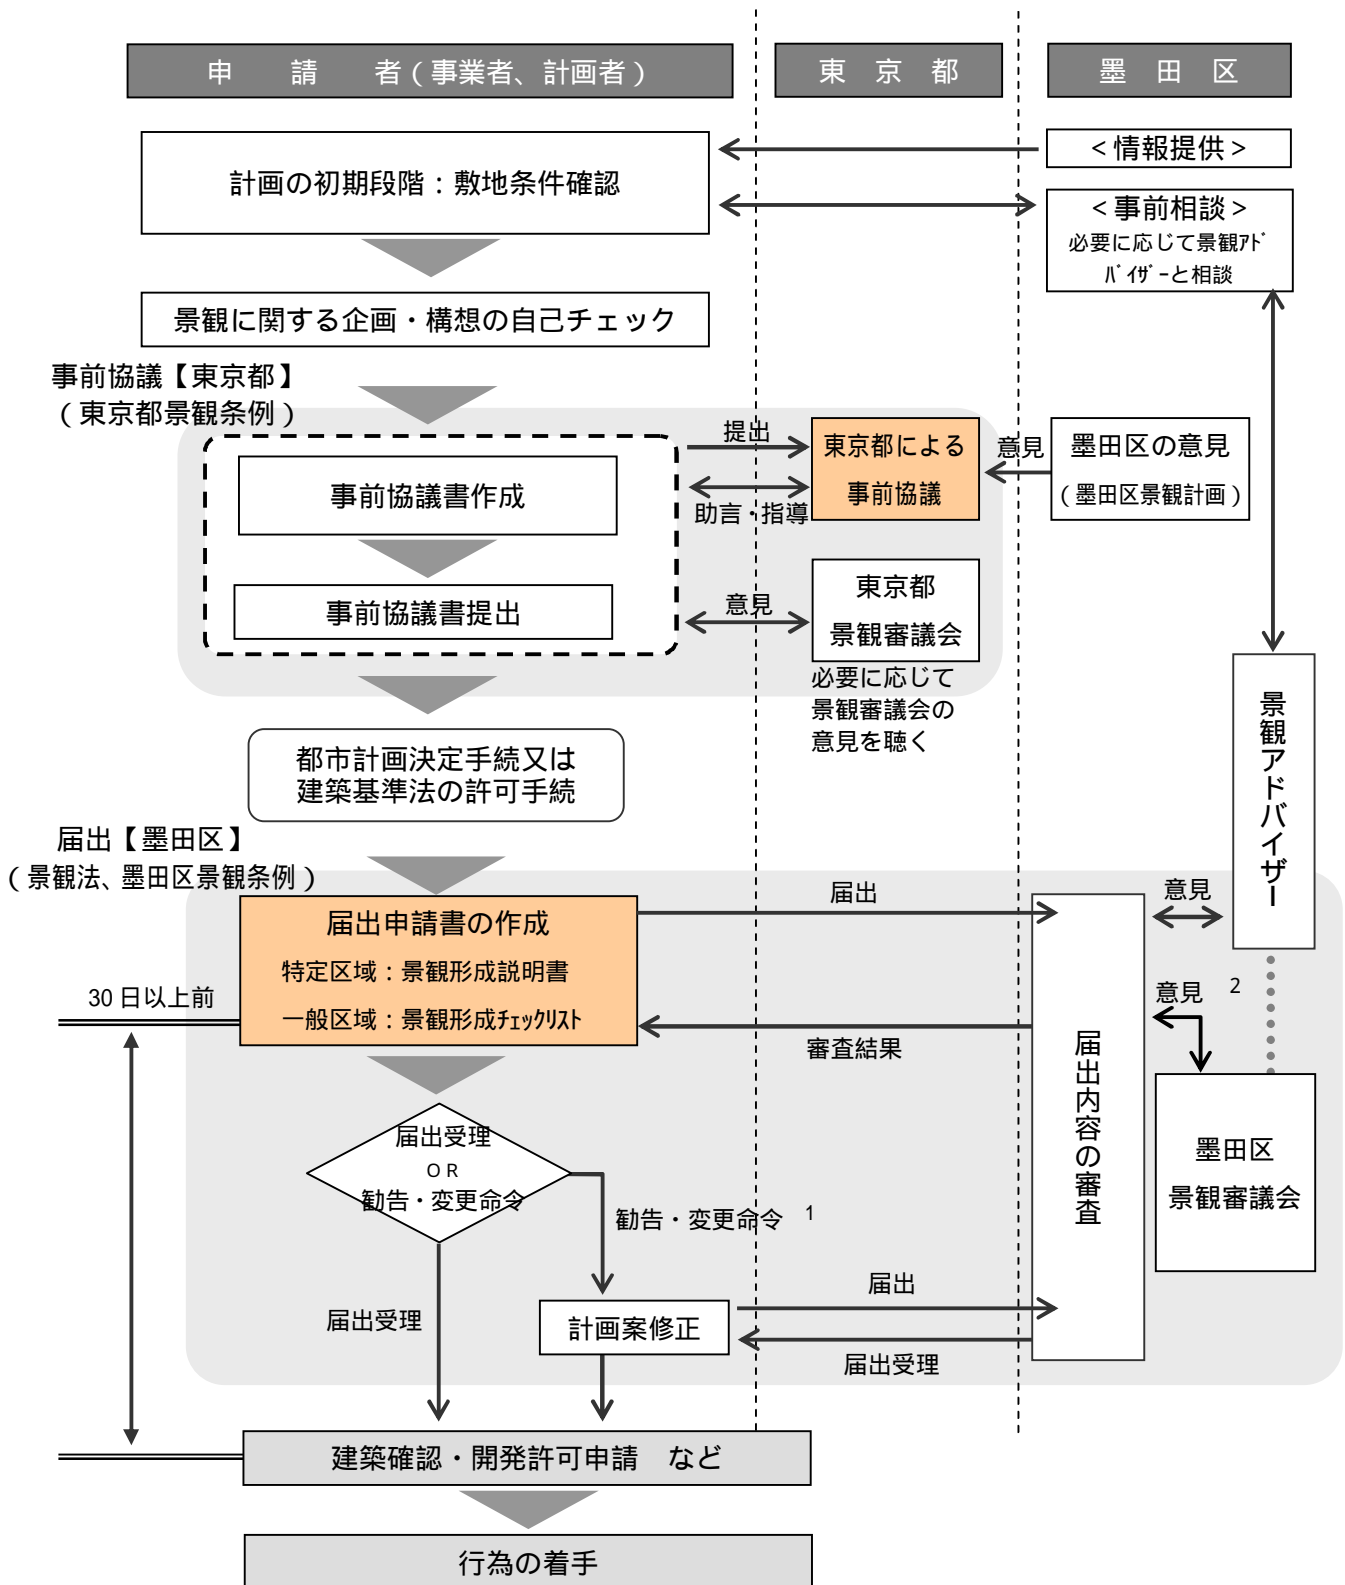 申 請 者（事業者、計画者）
東 京 都
墨 田 区
計画の初期段階：敷地条件確認
＜情報提供＞
＜事前相談＞
必要に応じて景観ｱﾄﾞ
ﾊﾞｲｻﾞｰと相談
景観に関する企画・構想の自己チェック
事前協議【東京都】
（東京都景観条例）
事前協議書作成
事前協議書提出
提出
助言・指導
意見
東京都による
事前協議
意見
墨田区の意見
（墨田区景観計画）
東京都
景観審議会
必要に応じて
景観審議会の
意見を聴く
都市計画決定手続又は
建築基準法の許可手続
景観アドバイザー
届出【墨田区】
（景観法、墨田区景観条例）
届出申請書の作成
特定区域：景観形成説明書
一般区域：景観形成ﾁｪｯｸﾘｽﾄ
30日以上前
届出
審査結果
届出内容の審査
意見
意見 2
墨田区
景観審議会
届出受理
OR
勧告・変更命令
勧告・変更命令 1
届出受理
計画案修正
届出
届出受理
建築確認・開発許可申請 など
行為の着手